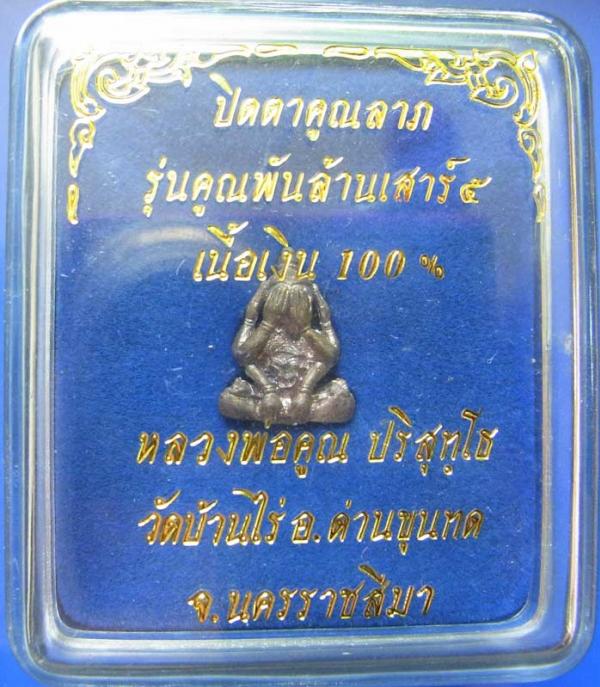 ปิดตาคูณลาภ
รุ่นคูณพันล้านเสาร์ ๕
เนื้อเงิน 100 %
หลวงพ่อคูณ ปริสุทฺโธ
วัดบ้านไร่ อ.ด่านขุนทด
จ.นครราชสีมา